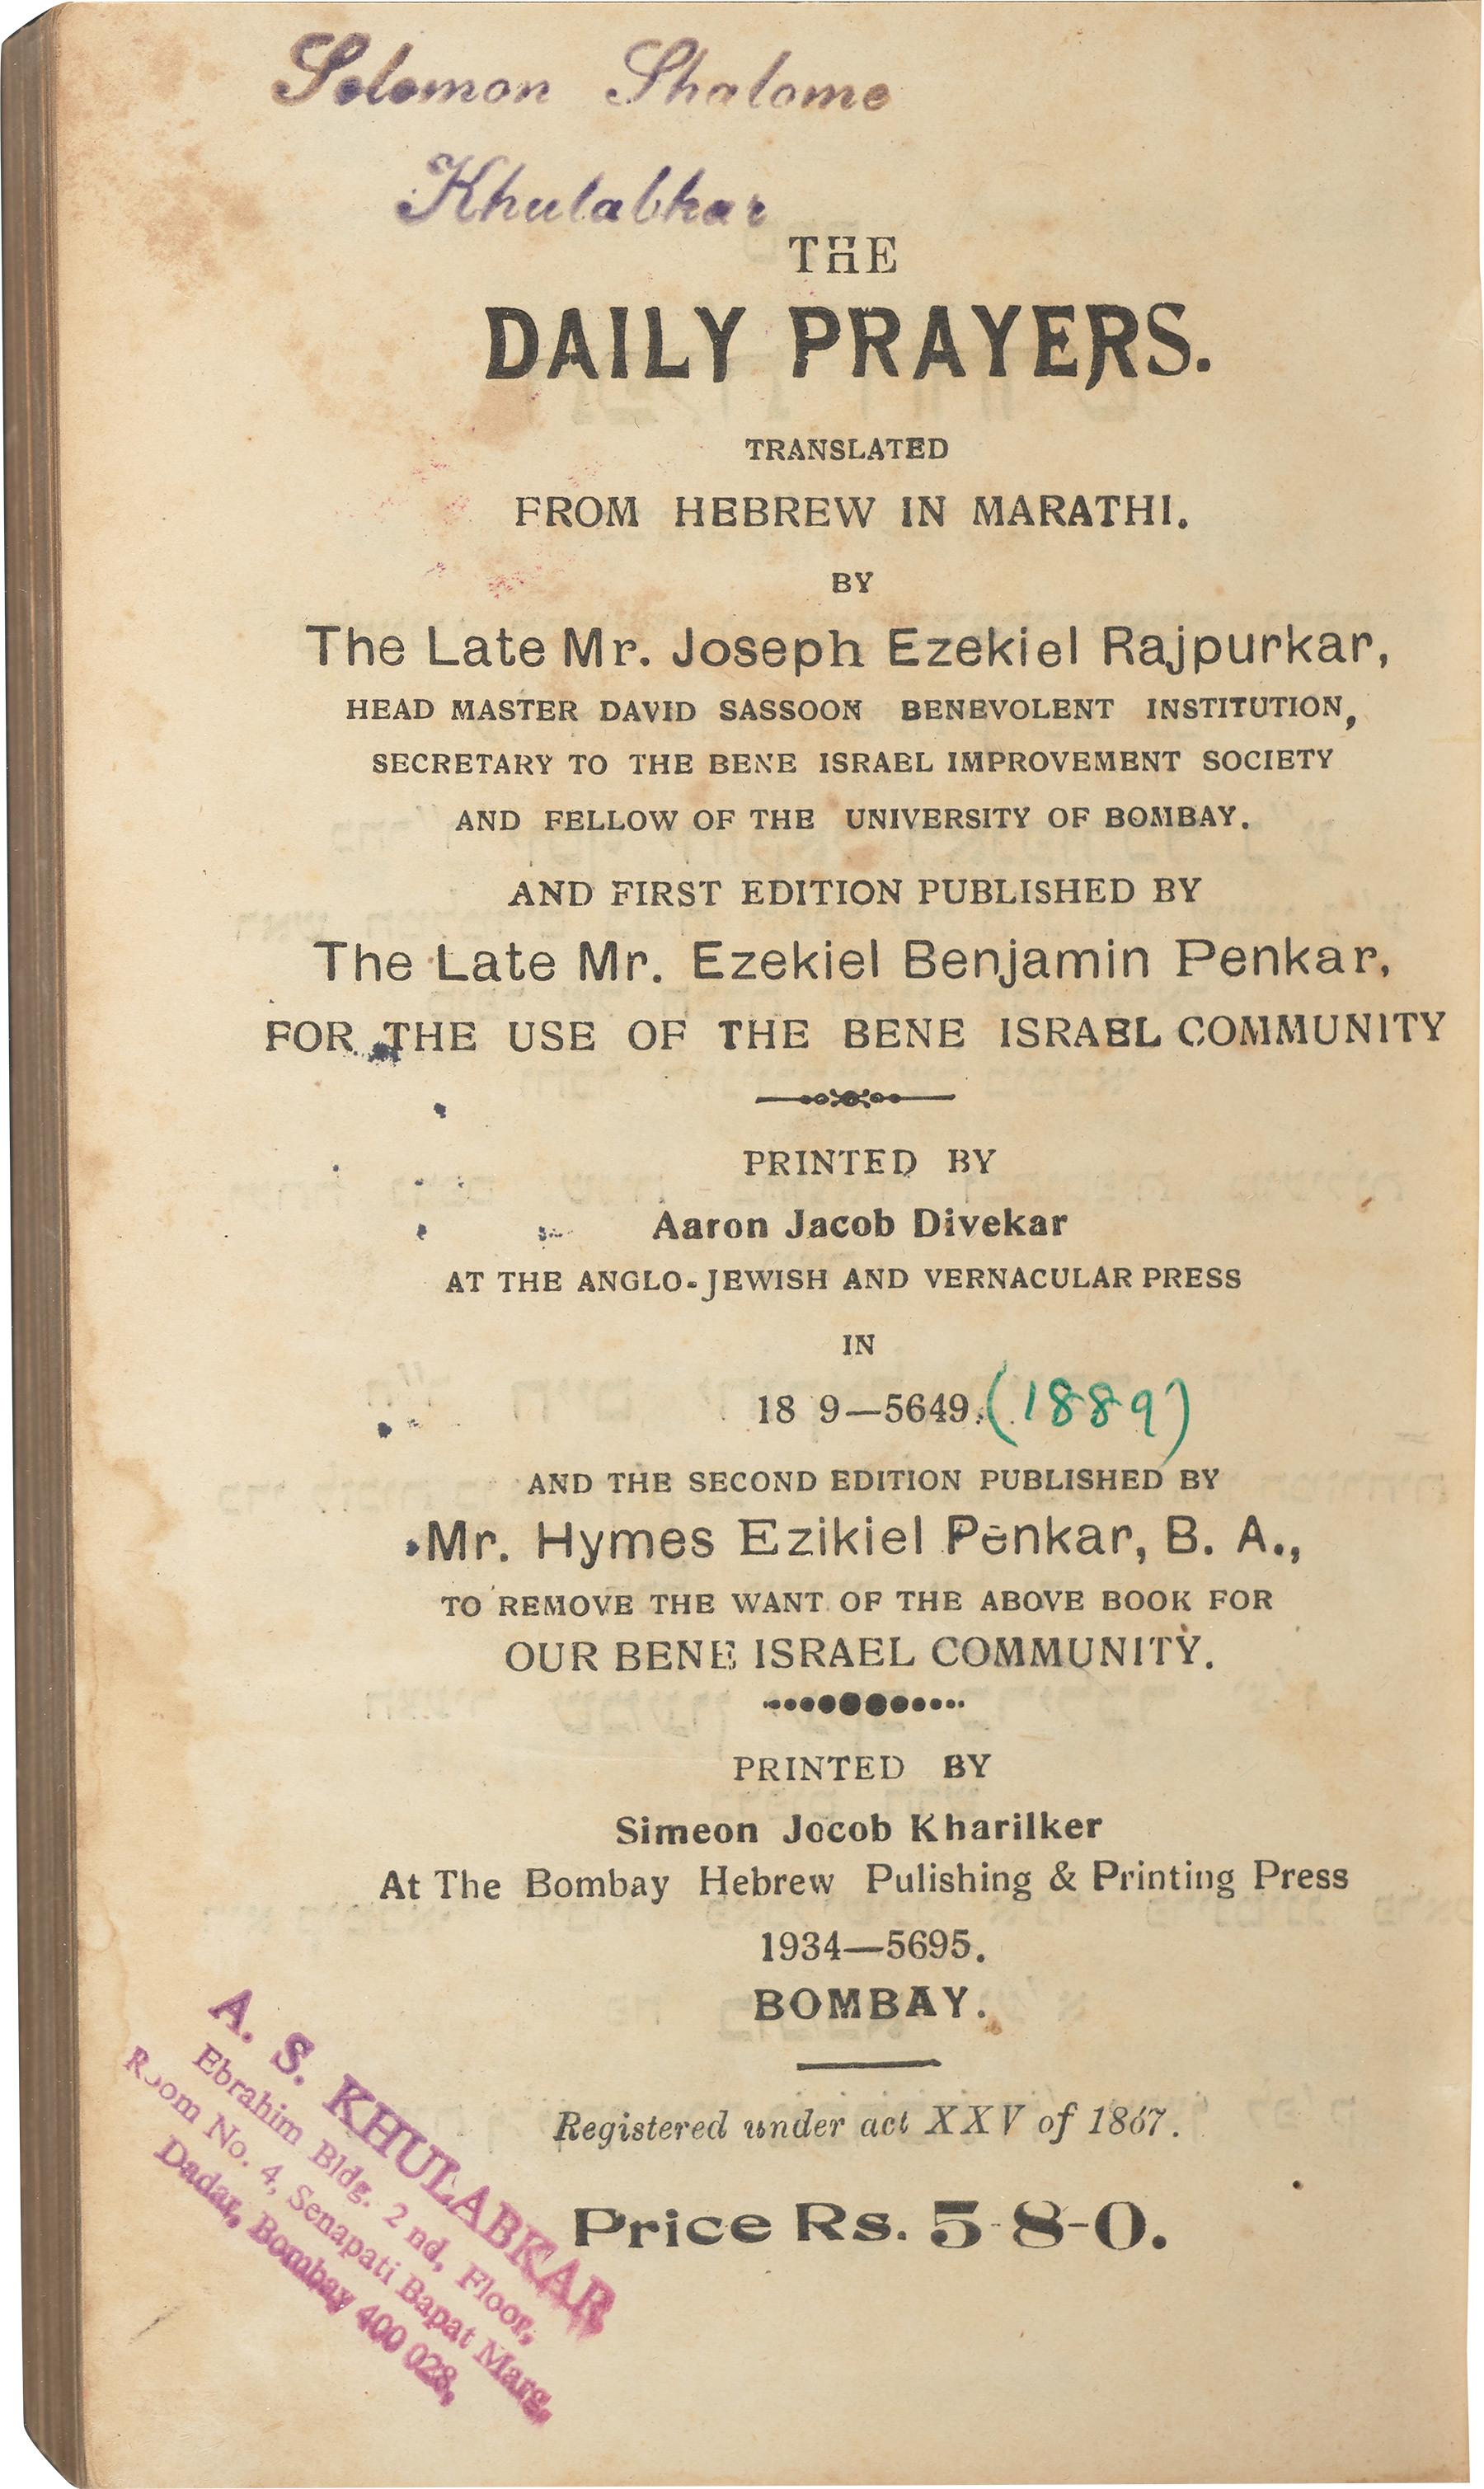 Solomon Shalome
Khulabkar
THE
DAILY PRAYERS.
TRANSLATED
FROM HEBREW IN MARATHI.
BY
The Late Mr. Joseph Ezekiel Rajpurkar,
HEAD MASTER DAVID SASSOON BENEVOLENT INSTITUTION,
SECRETARY TO THE BENE ISRAEL IMPROVEMENT SOCIETY
AND FELLOW OF THE UNIVERSITY OF BOMBAY.
AND FIRST EDITION PUBLISHED BY
The Late Mr. Ezekiel Benjamin Penkar,
FOR THE USE OF THE BENE ISRAEL COMMUNITY
PRINTED BY
Aaron Jacob Divekar
AT THE ANGLO-JEWISH AND VERNACULAR PRESS
IN
18 9—5649. (1889)
AND THE SECOND EDITION PUBLISHED BY
Mr. Hymes Ezikiel Penkar, B. A.,
TO REMOVE THE WANT OF THE ABOVE BOOK FOR
OUR BENE ISRAEL COMMUNITY.
PRINTED BY
Simeon Jocob Kharilker
At The Bombay Hebrew Pulishing & Printing Press
1934—5695.
BOMBAY.
Registered under act XXV of 1867.
Price Rs. 5-8-0.
A. S. KHULABKAR
Ebrahim Bldg. 2 nd, Floor,
Room No. 4, Senapati Bapat Marg,
Dadar, Bombay 400 028,